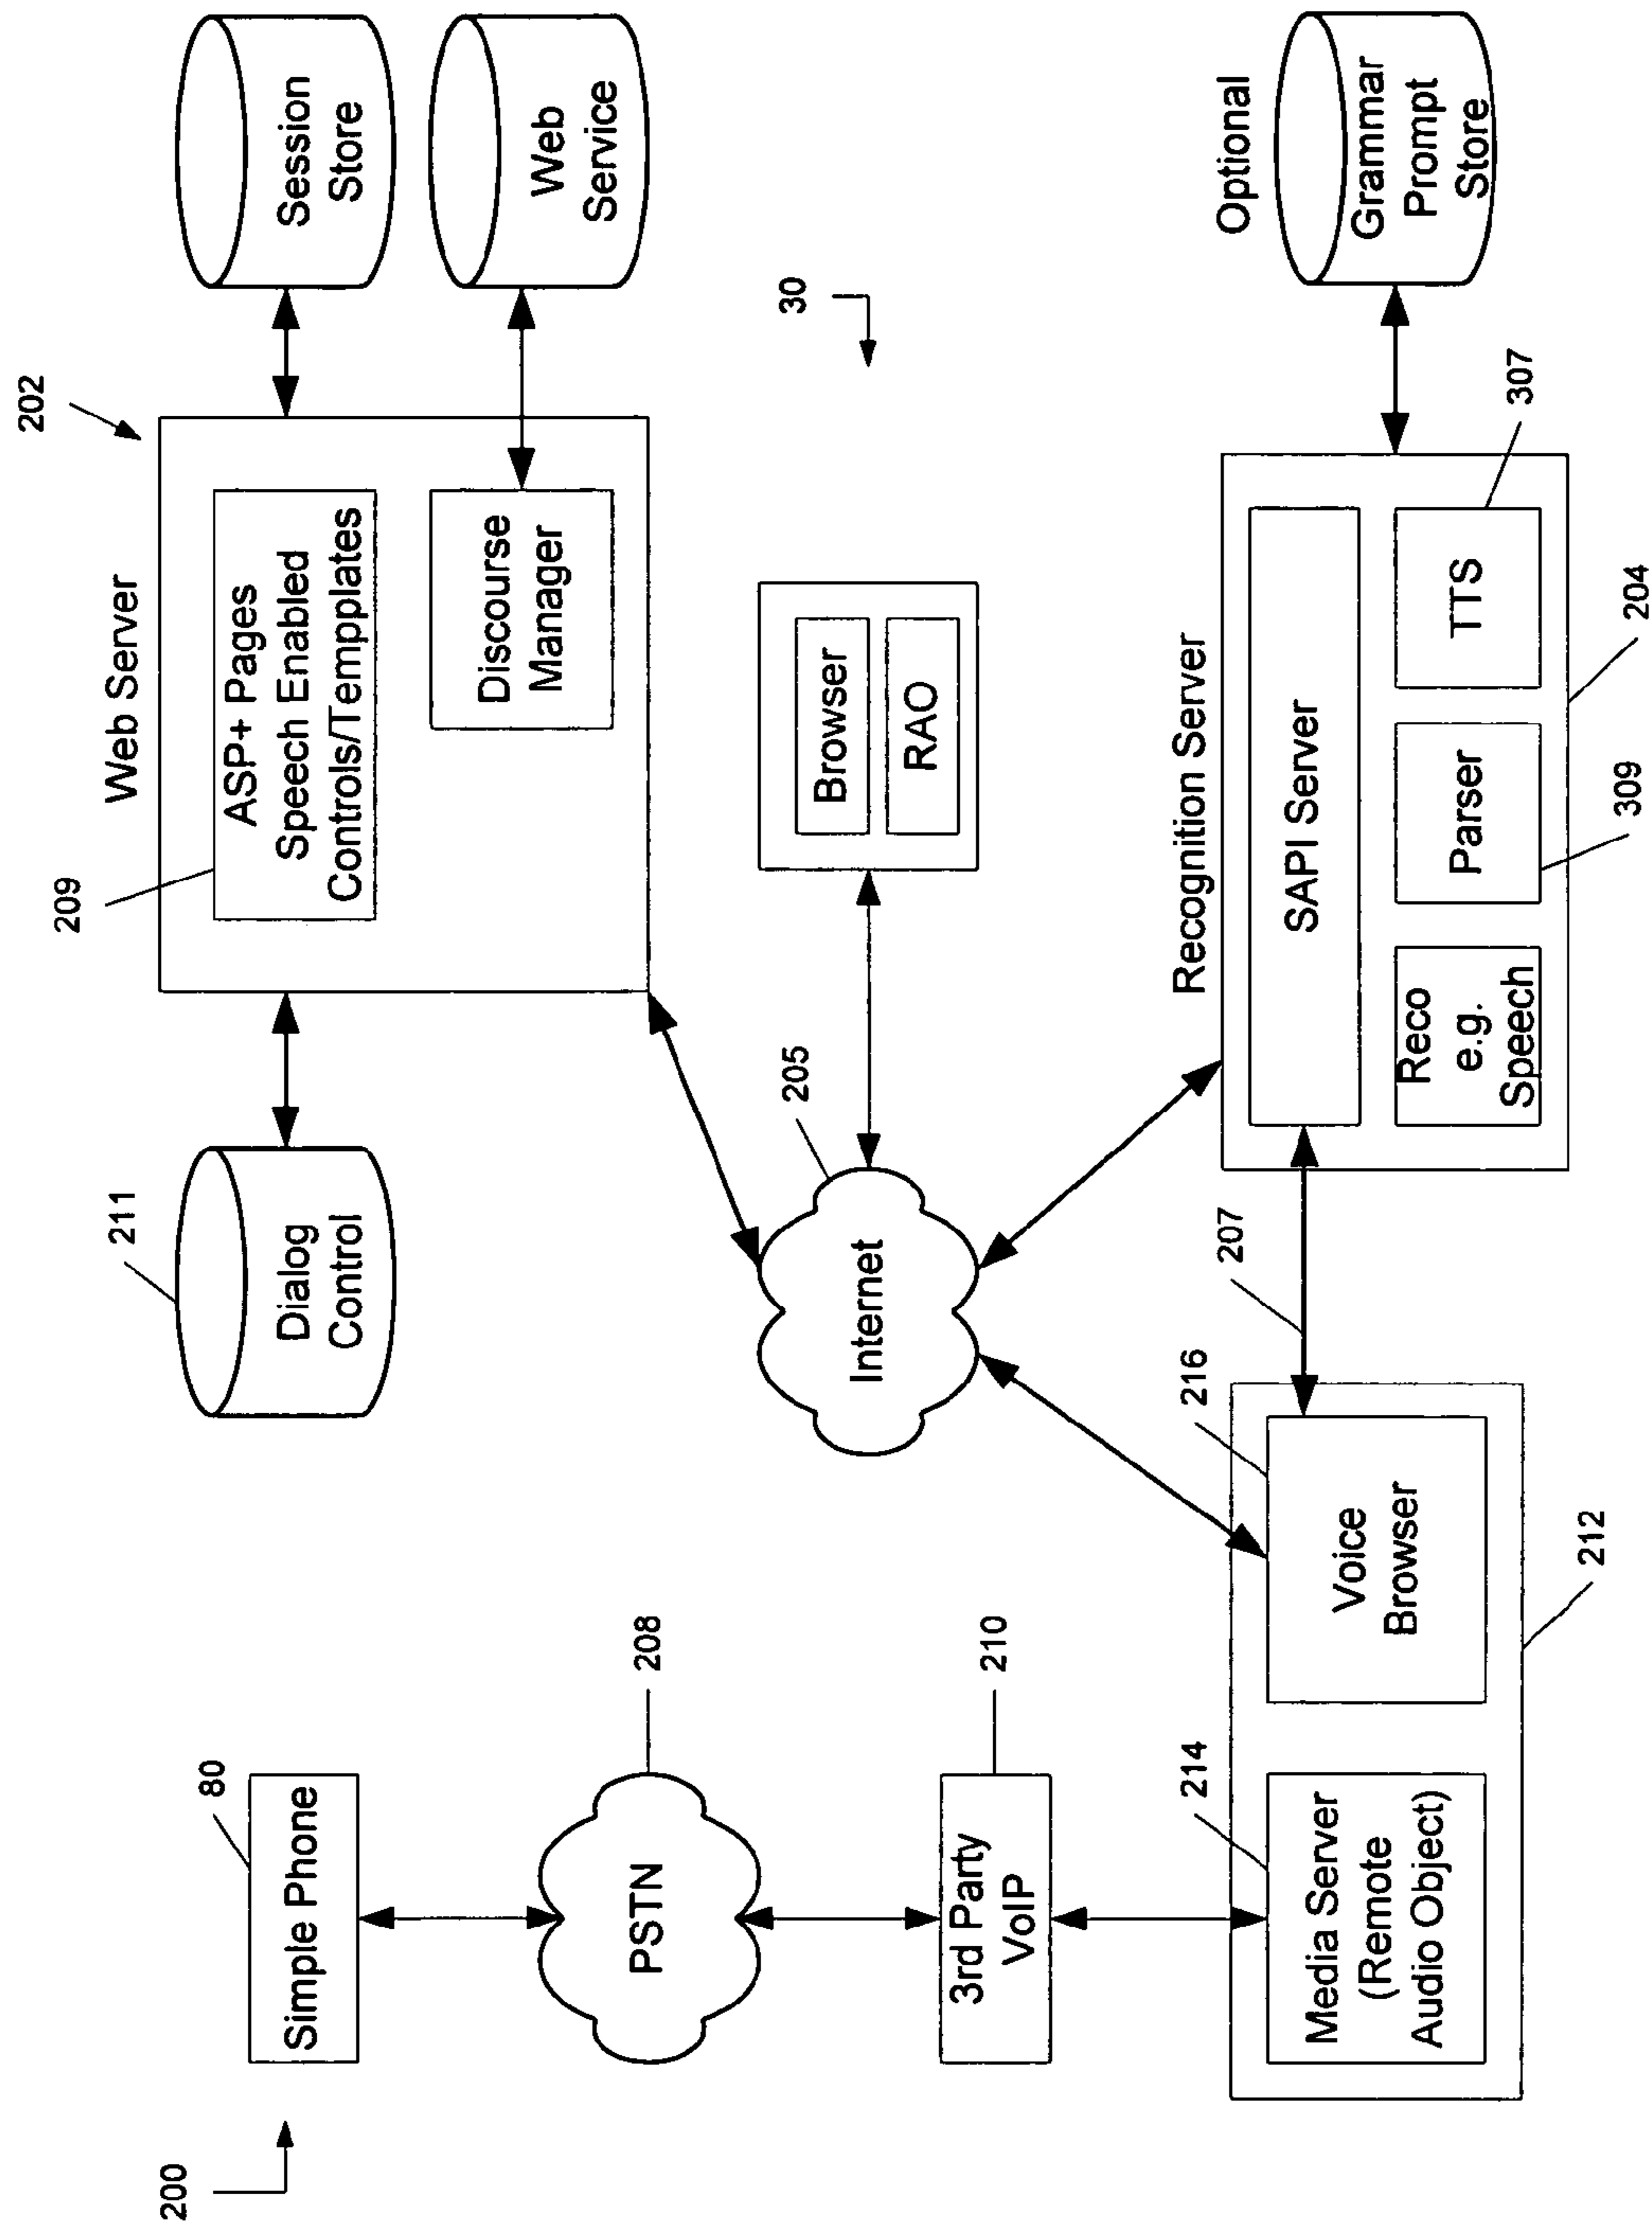 200
Simple Phone
80
PSTN
208
3rd Party
VoIP
210
Media Server
(Remote
Audio Object)
214
Voice
Browser
216
212
207
Dialog
Control
211
Internet
205
Web Server
202
209
ASP+ Pages
Speech Enabled
Controls/Tempplates
Discourse
Manager
Session
Store
Web
Service
30
Browser
RAO
Recognition Server
SAPI Server
Reco
e.g.
Speech
Parser
309
TTS
307
204
Optional
Grammar
Prompt
Store